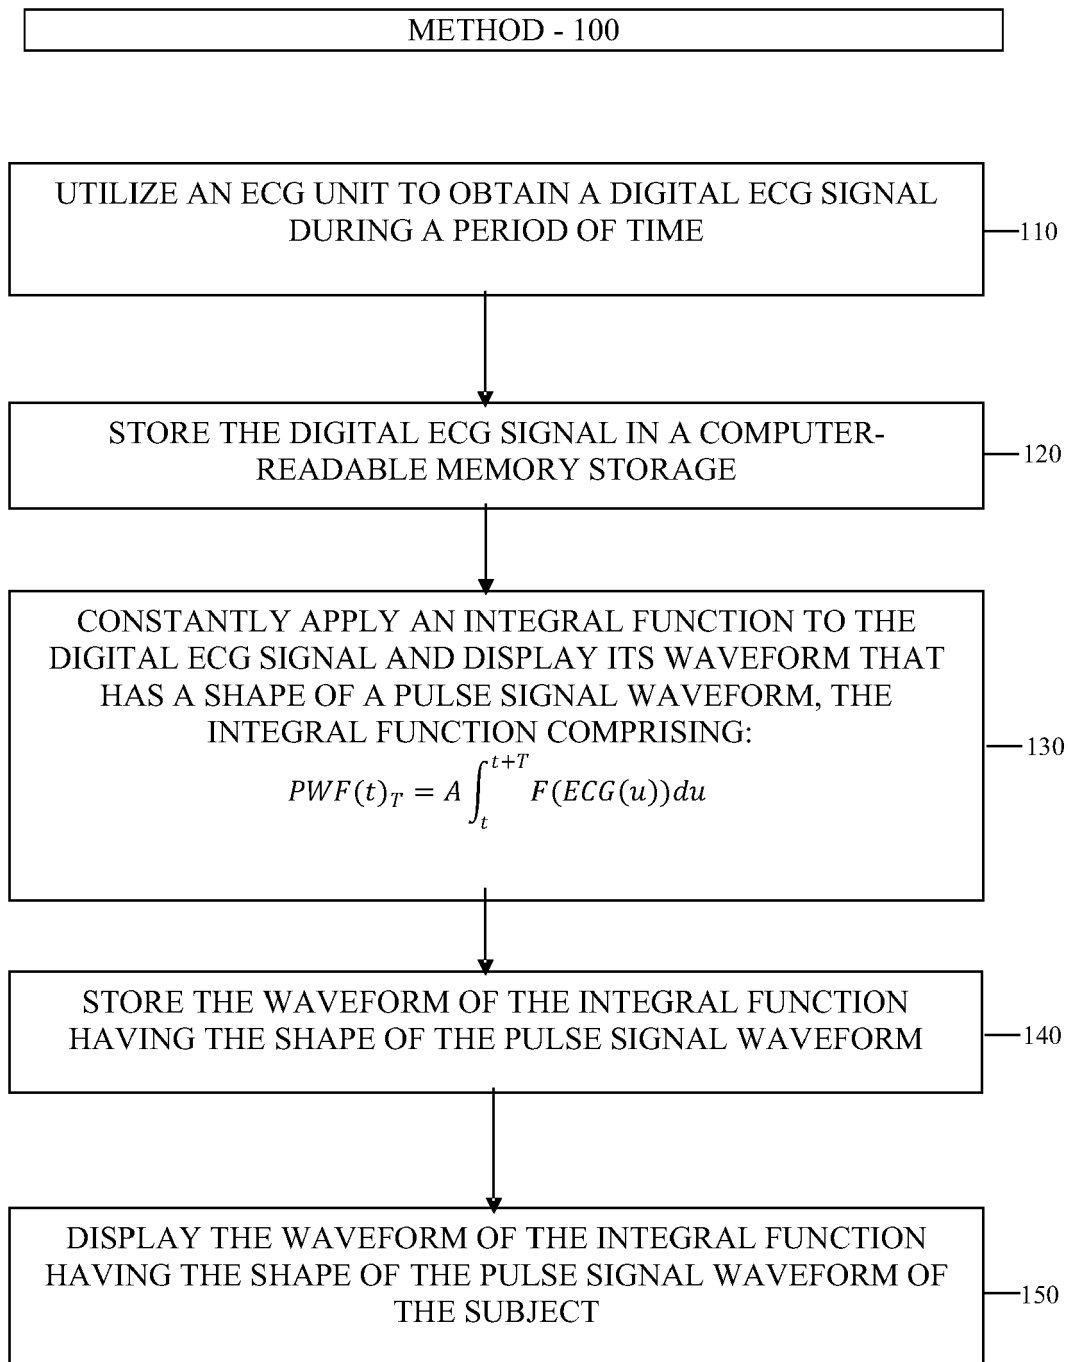 METHOD - 100
UTILIZE AN ECG UNIT TO OBTAIN A DIGITAL ECG SIGNAL
DURING A PERIOD OF TIME
110
STORE THE DIGITAL ECG SIGNAL IN A COMPUTER-
READABLE MEMORY STORAGE
120
CONSTANTLY APPLY AN INTEGRAL FUNCTION TO THE
DIGITAL ECG SIGNAL AND DISPLAY ITS WAVEFORM THAT
HAS A SHAPE OF A PULSE SIGNAL WAVEFORM, THE
INTEGRAL FUNCTION COMPRISING:
130
PWF(t)_T = A ∫_t^{t+T} F(ECG(u))du
STORE THE WAVEFORM OF THE INTEGRAL FUNCTION
HAVING THE SHAPE OF THE PULSE SIGNAL WAVEFORM
140
DISPLAY THE WAVEFORM OF THE INTEGRAL FUNCTION
HAVING THE SHAPE OF THE PULSE SIGNAL WAVEFORM OF
THE SUBJECT
150